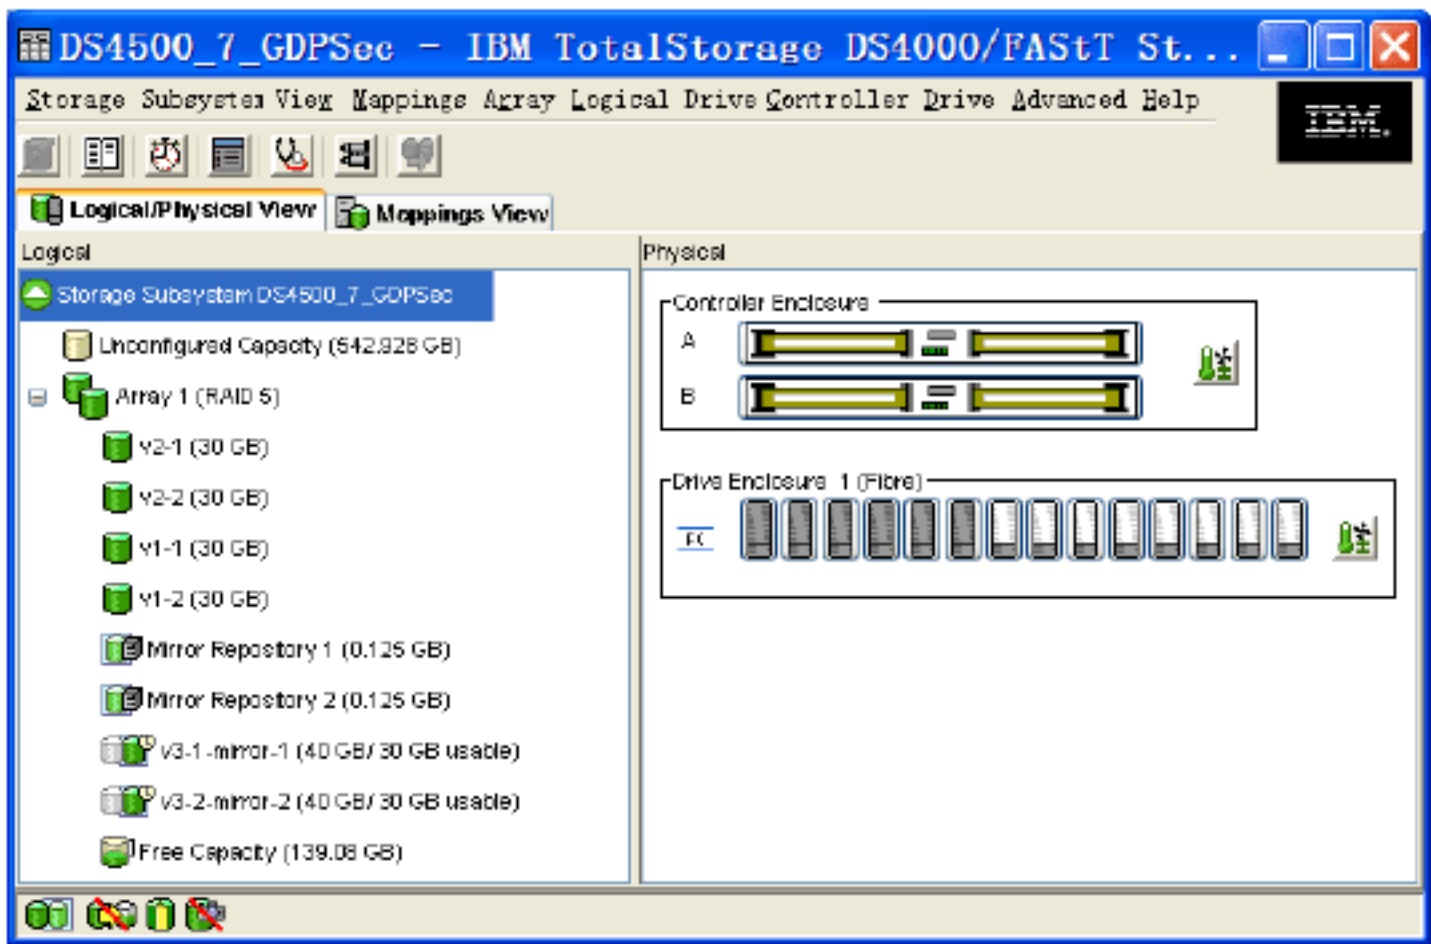 DS4500_7_GDPSec - IBM TotalStorage DS4000/FAStT St...
Storage Subsystem View Mappings Array Logical Drive Controller Drive Advanced Help
IBM.
Logical/Physical View Mappings View
Logical
Storage Subsystem DS4500_7_GDPSec
Unconfigured Capacity (542.928 GB)
Array 1 (RAID 5)
v2-1 (30 GB)
v2-2 (30 GB)
v1-1 (30 GB)
v1-2 (30 GB)
Mirror Repository 1 (0.125 GB)
Mirror Repository 2 (0.125 GB)
v3-1-mirror-1 (40 GB/ 30 GB usable)
v3-2-mirror-2 (40 GB/ 30 GB usable)
Free Capacity (139.08 GB)
Physical
Controller Enclosure
A
B
Drive Enclosure 1 (Fibre)
FC